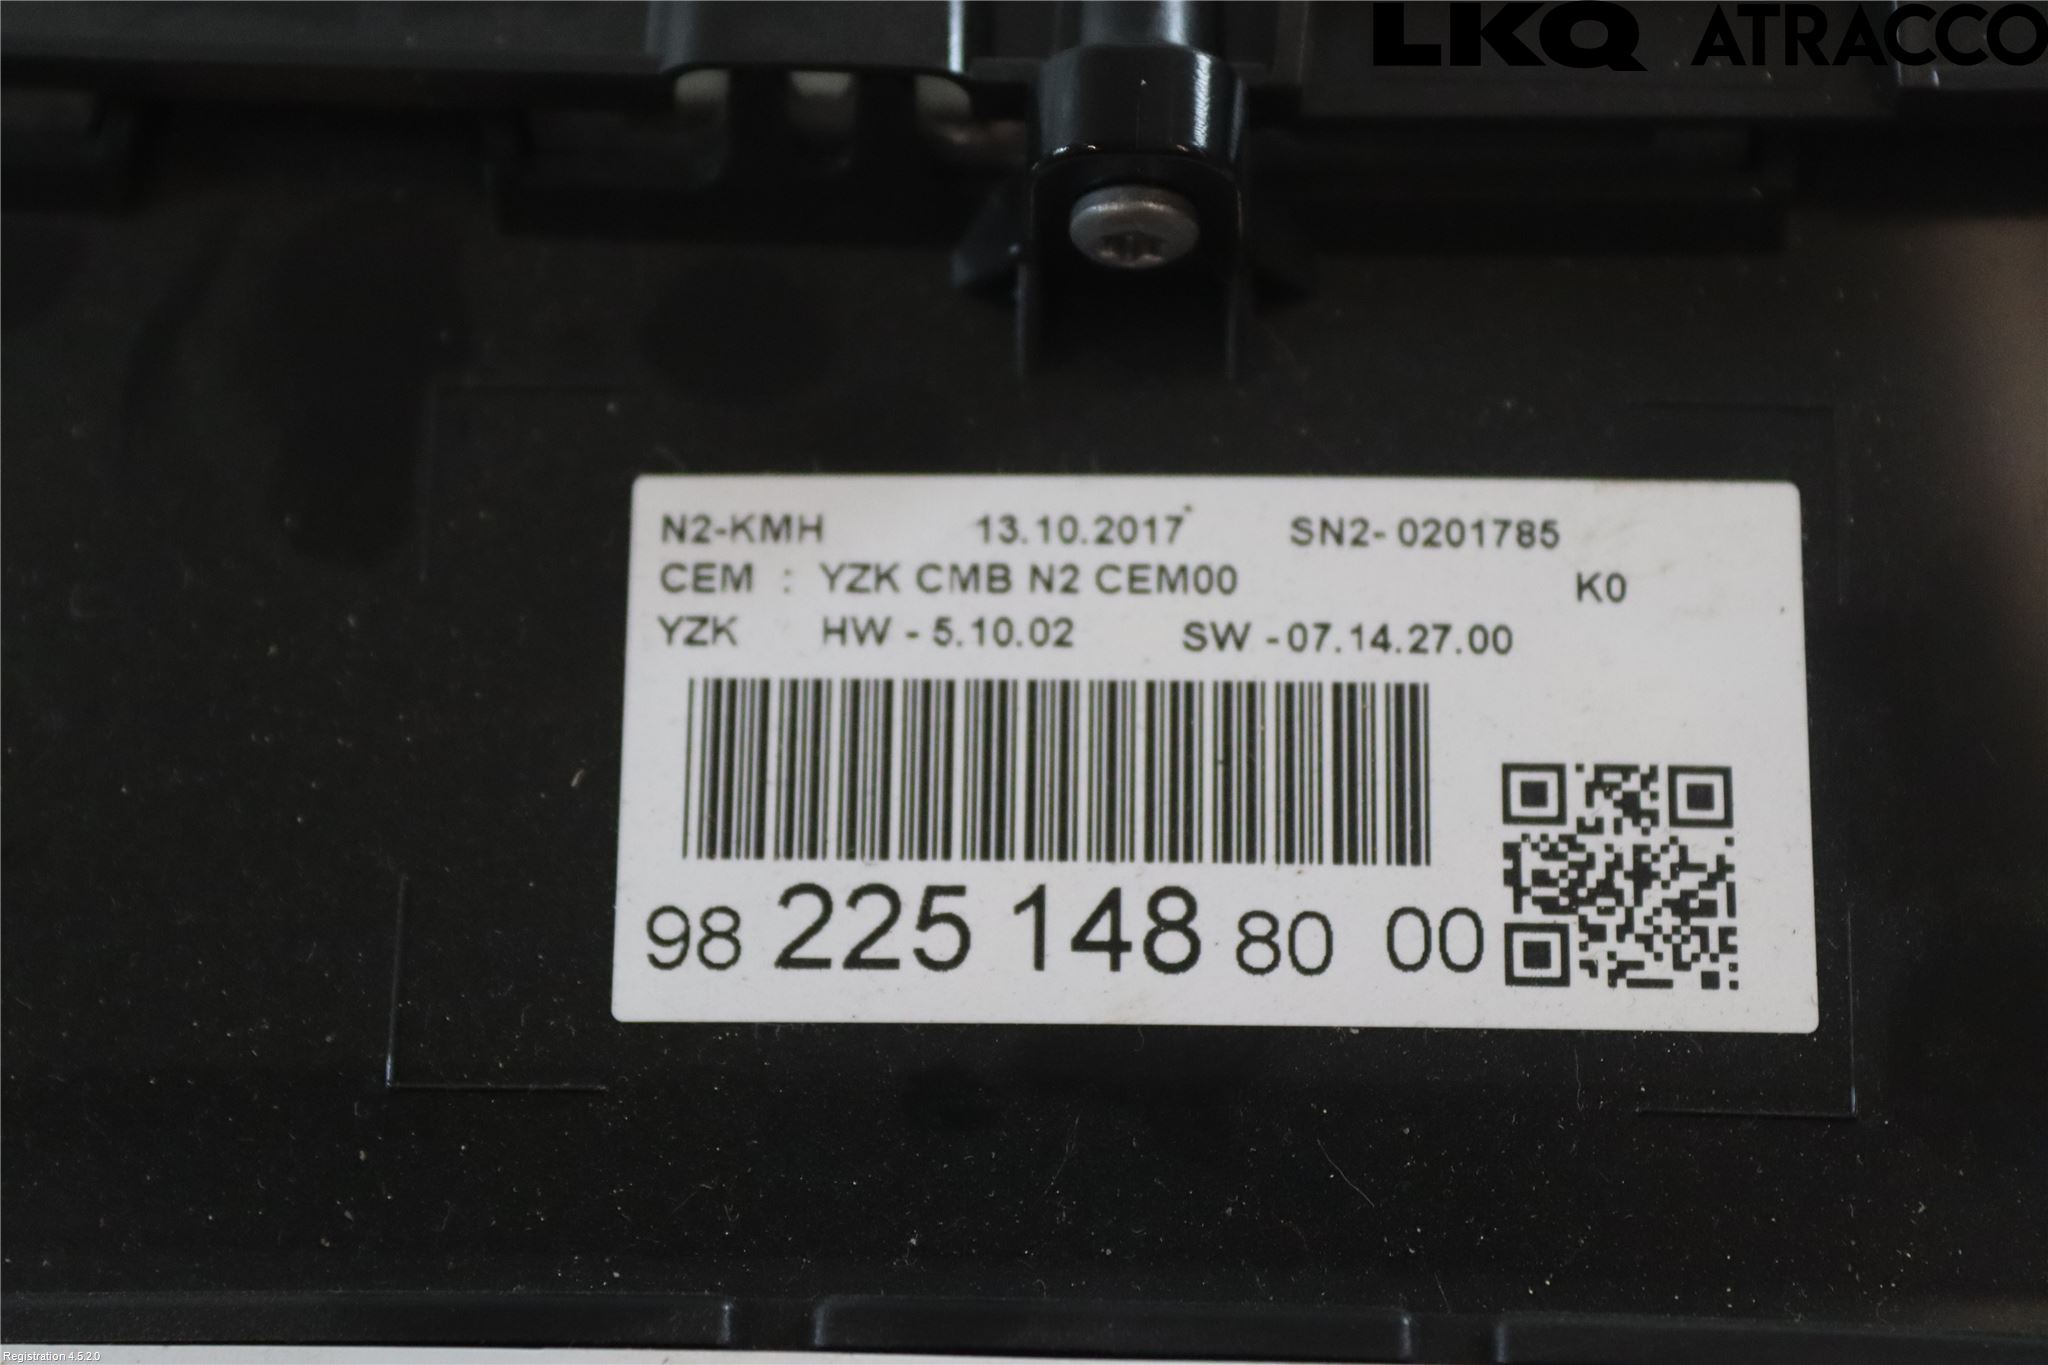 LKQ ATRACCO
N2-KMH 13.10.2017 SN2- 0201785
CEM : YZK CMB N2 CEM00 K0
YZK HW - 5.10.02 SW -07.14.27.00
98 225 148 80 00
Registration 4.5.2.0